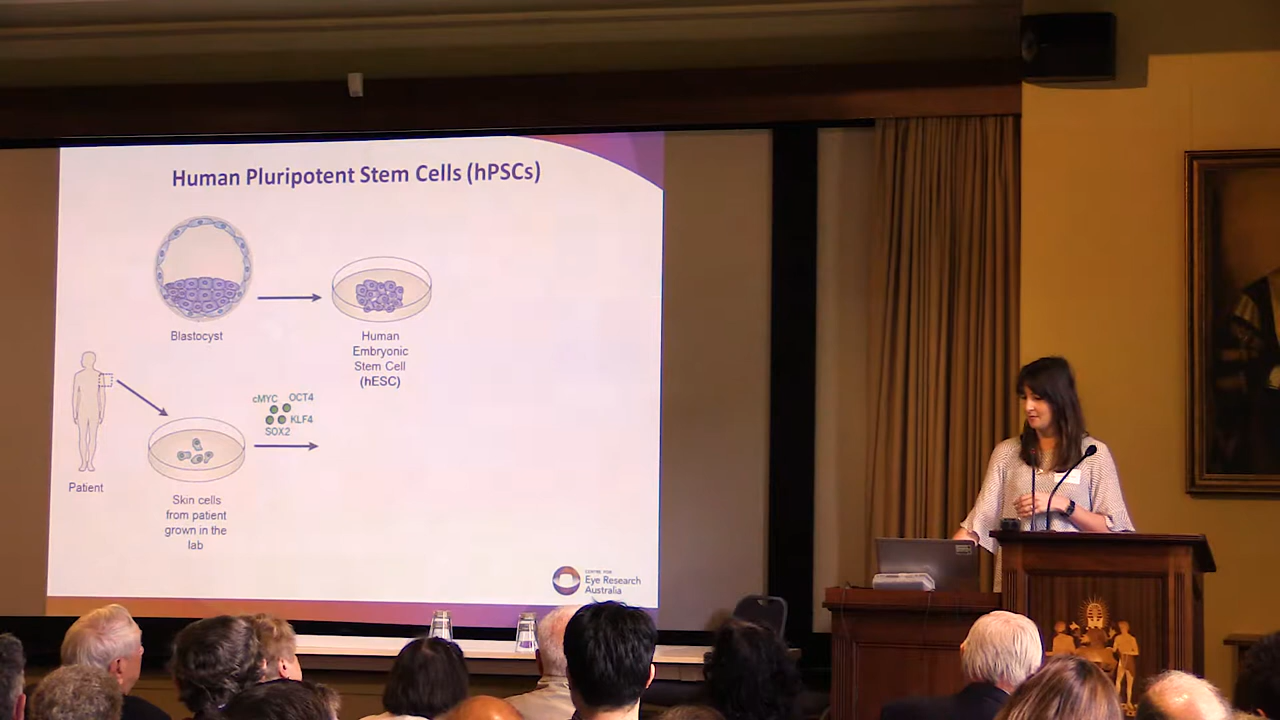 Human Pluripotent Stem Cells (hPSCs)
Blastocyst
Human
Embryonic
Stem Cell
(hESC)
cMYC
OCT4
KLF4
SOX2
Patient
Skin cells
from patient
grown in the
lab
CENTRE FOR
Eye Research
Australia